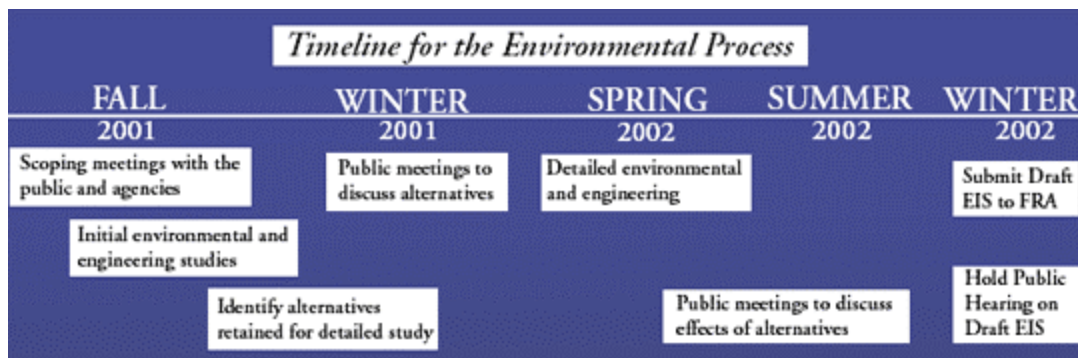 Timeline for the Environmental Process
FALL WINTER SPRING SUMMER WINTER
2001 2001 2002 2002 2002
Scoping meetings with the
public and agencies
Public meetings to
discuss alternatives
Detailed environmental
and engineering
Submit Draft
EIS to FRA
Initial environmental and
engineering studies
Identify alternatives
retained for detailed study
Public meetings to discuss
effects of alternatives
Hold Public
Hearing on
Draft EIS